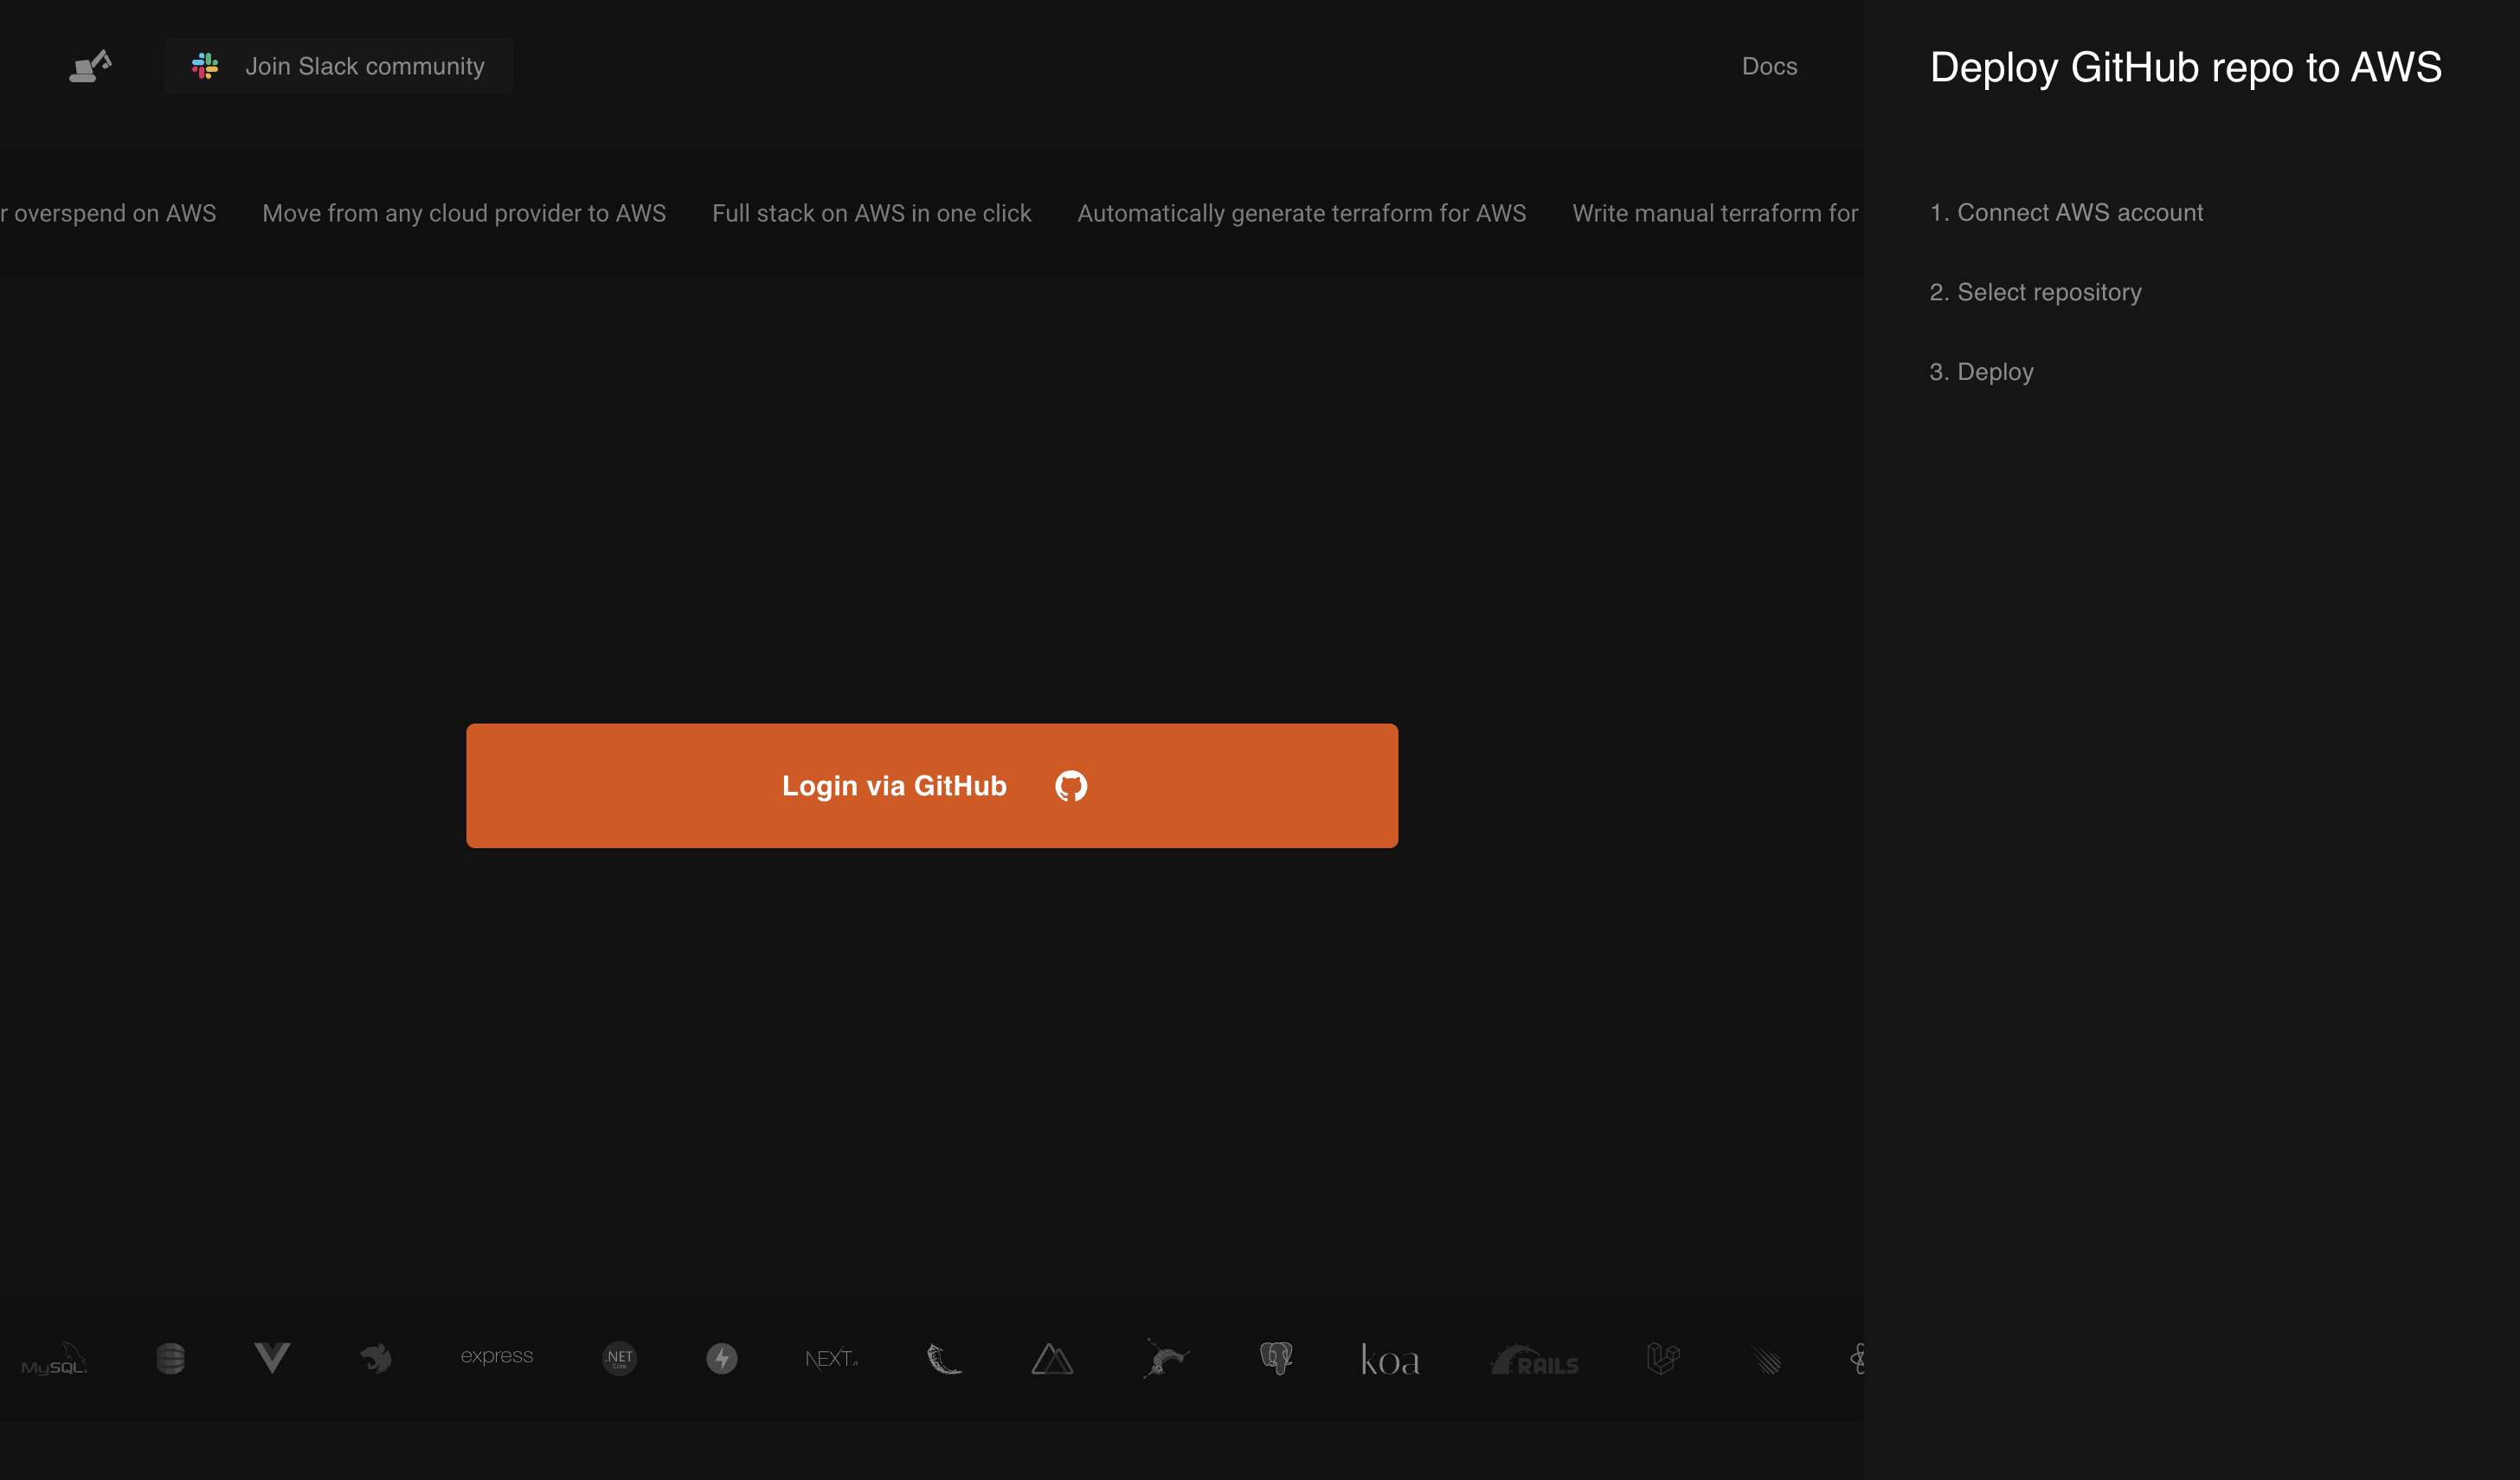 Join Slack community
Docs
r overspend on AWS
Move from any cloud provider to AWS
Full stack on AWS in one click
Automatically generate terraform for AWS
Write manual terraform for
Login via GitHub
MySQL
express
.NET
Core
NEXT.JS
koa
RAILS
Deploy GitHub repo to AWS
1. Connect AWS account
2. Select repository
3. Deploy